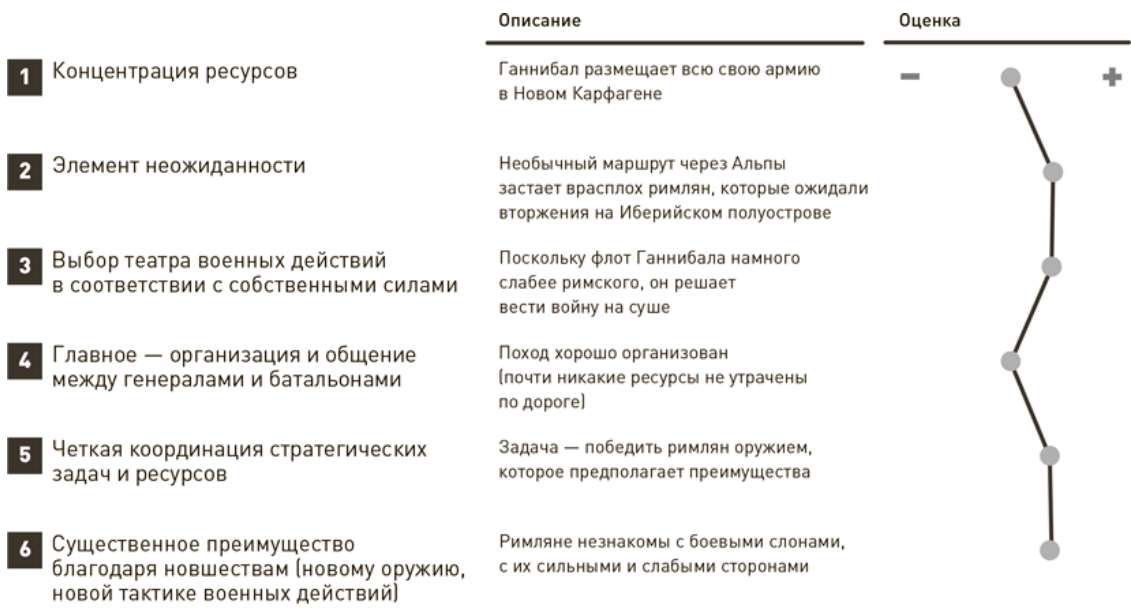 Описание
Оценка
1 Концентрация ресурсов
Ганнибал размещает всю свою армию
в Новом Карфагене
− +
2 Элемент неожиданности
Необычный маршрут через Альпы
застает врасплох римлян, которые ожидали
вторжения на Иберийском полуострове
3 Выбор театра военных действий
в соответствии с собственными силами
Поскольку флот Ганнибала намного
слабее римского, он решает
вести войну на суше
4 Главное — организация и общение
между генералами и батальонами
Поход хорошо организован
(почти никакие ресурсы не утрачены
по дороге)
5 Четкая координация стратегических
задач и ресурсов
Задача — победить римлян оружием,
которое предполагает преимущества
6 Существенное преимущество
благодаря новшествам (новому оружию,
новой тактике военных действий)
Римляне незнакомы с боевыми слонами,
с их сильными и слабыми сторонами